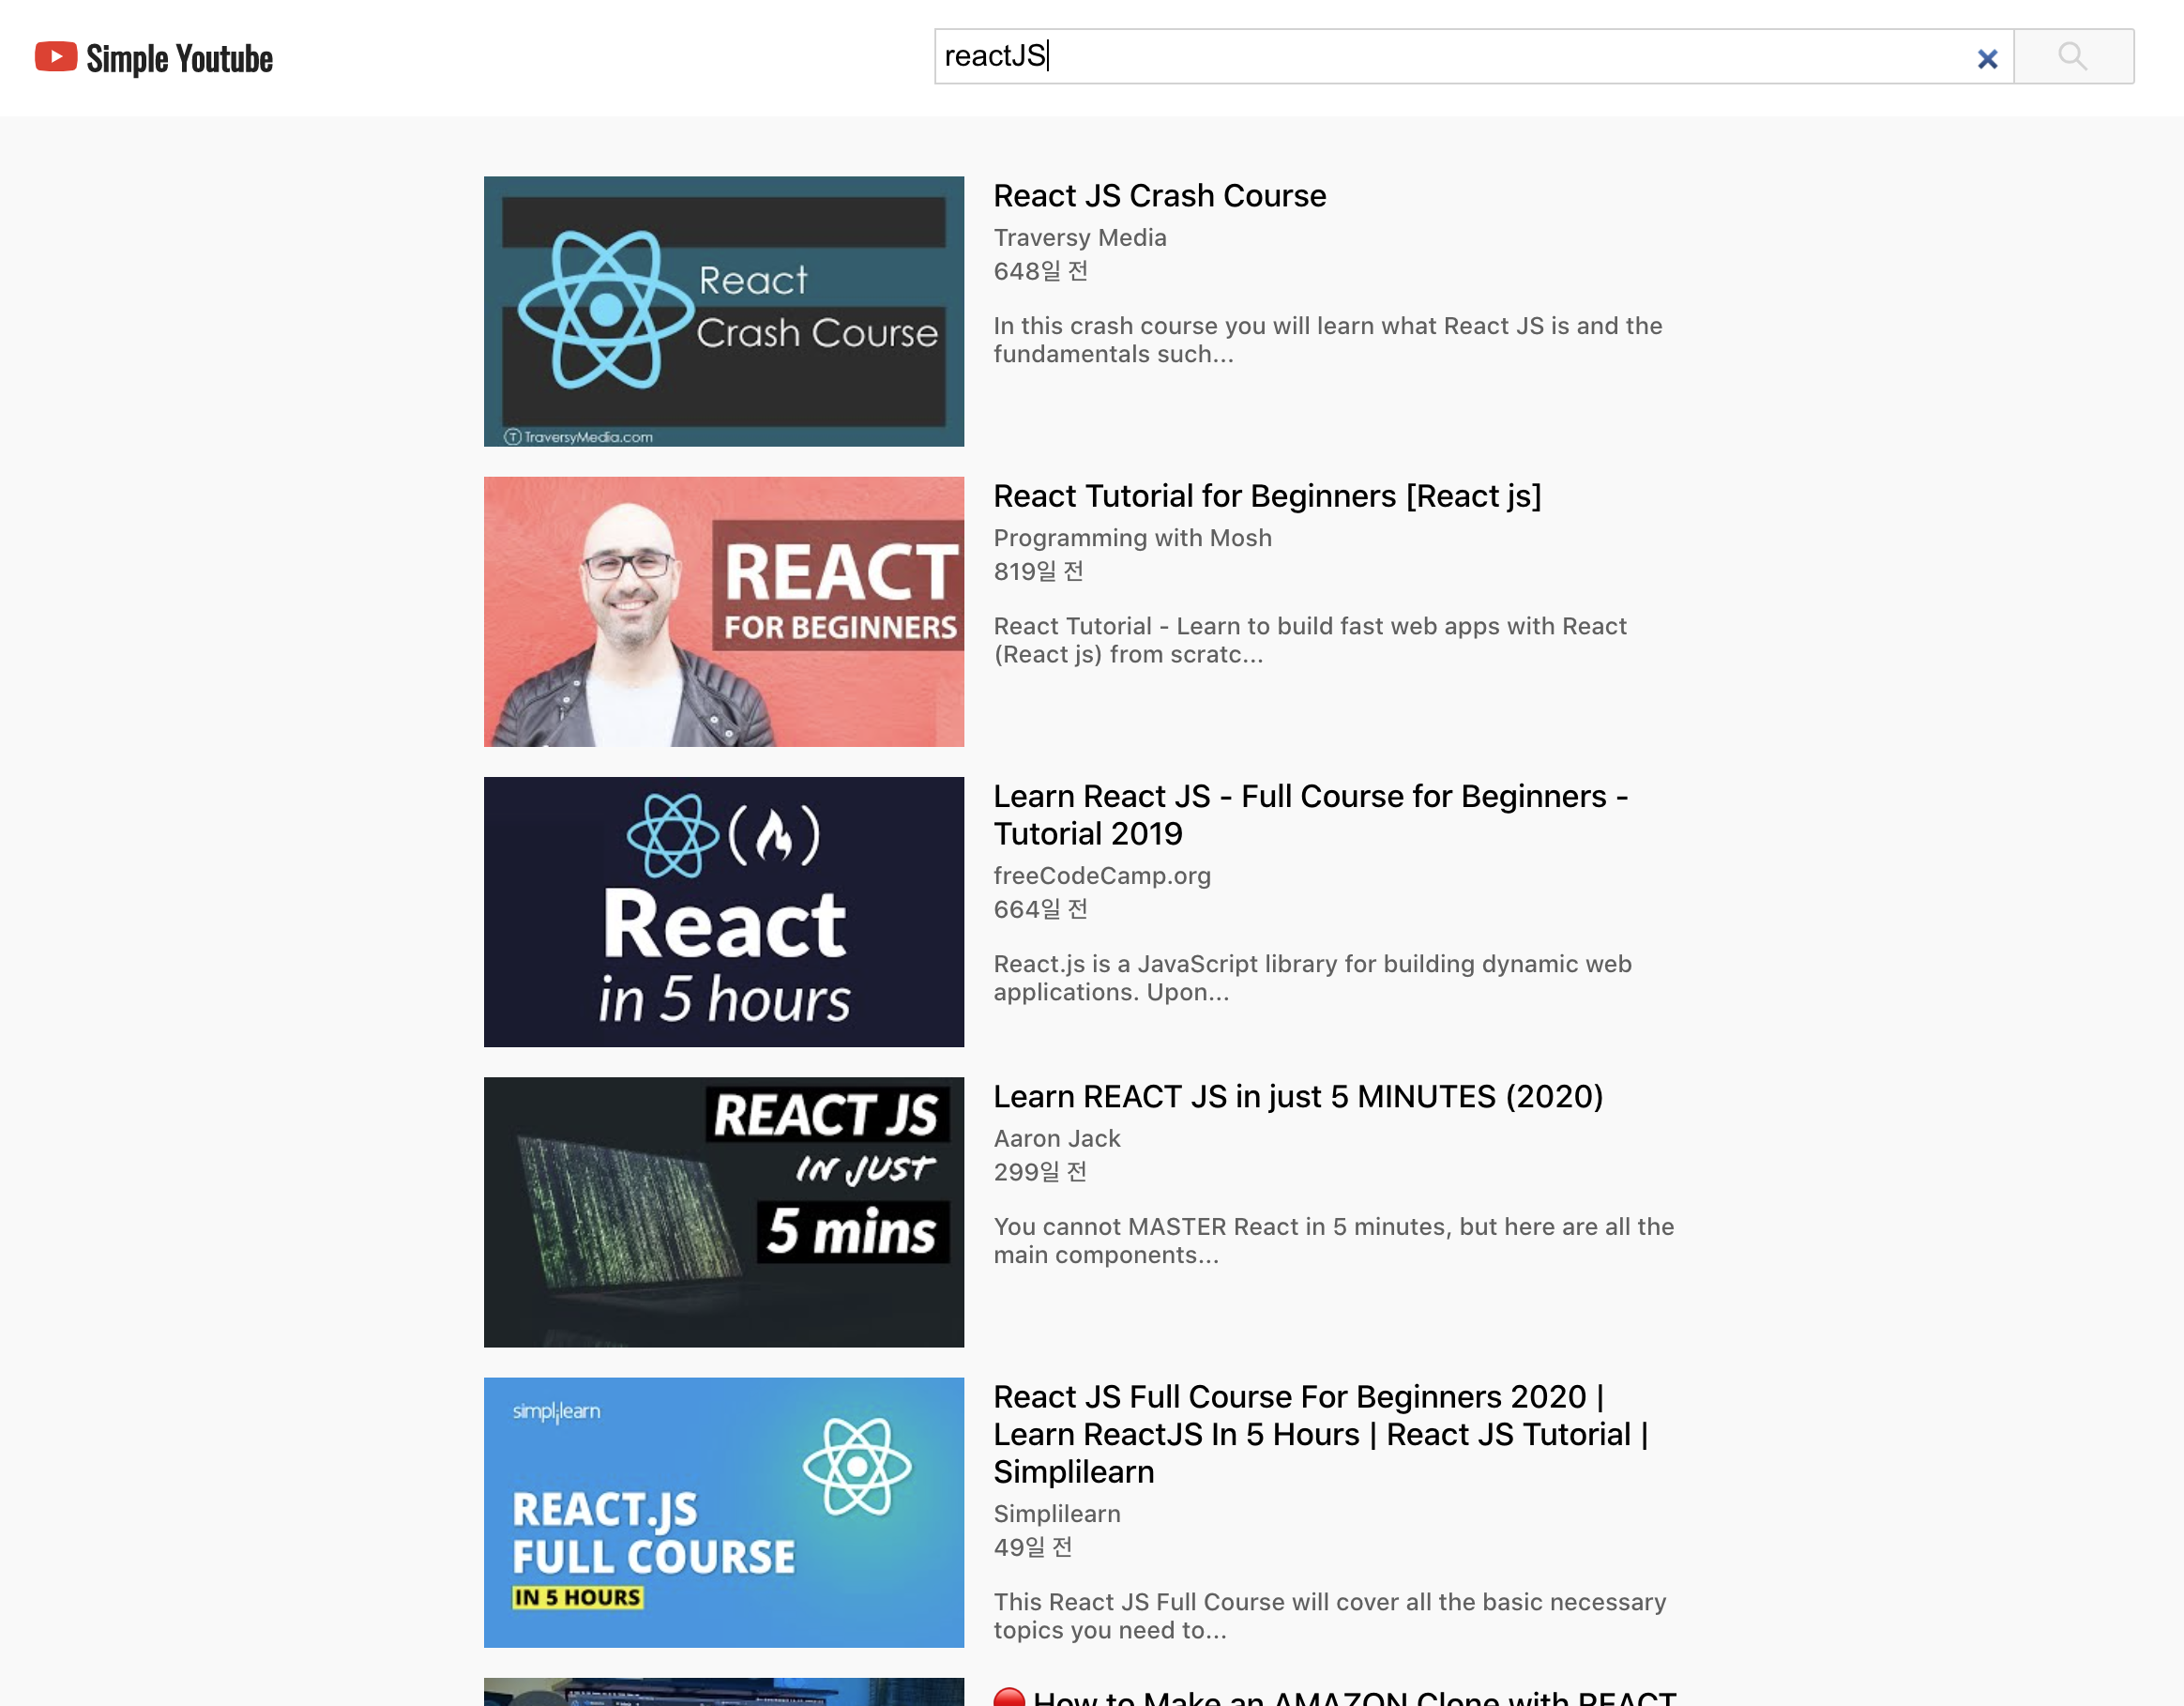 Simple Youtube
reactJS
React
Crash Course
TraversyMedia.com
React JS Crash Course
Traversy Media
648일 전
In this crash course you will learn what React JS is and the
fundamentals such...
REACT
FOR BEGINNERS
React Tutorial for Beginners [React js]
Programming with Mosh
819일 전
React Tutorial - Learn to build fast web apps with React
(React js) from scratc...
React
in 5 hours
Learn React JS - Full Course for Beginners -
Tutorial 2019
freeCodeCamp.org
664일 전
React.js is a JavaScript library for building dynamic web
applications. Upon...
REACT JS
IN JUST
5 mins
Learn REACT JS in just 5 MINUTES (2020)
Aaron Jack
299일 전
You cannot MASTER React in 5 minutes, but here are all the
main components...
simplilearn
REACT.JS
FULL COURSE
IN 5 HOURS
React JS Full Course For Beginners 2020 |
Learn ReactJS In 5 Hours | React JS Tutorial |
Simplilearn
Simplilearn
49일 전
This React JS Full Course will cover all the basic necessary
topics you need to...
🔴 How to Make an AMAZON Clone with REACT